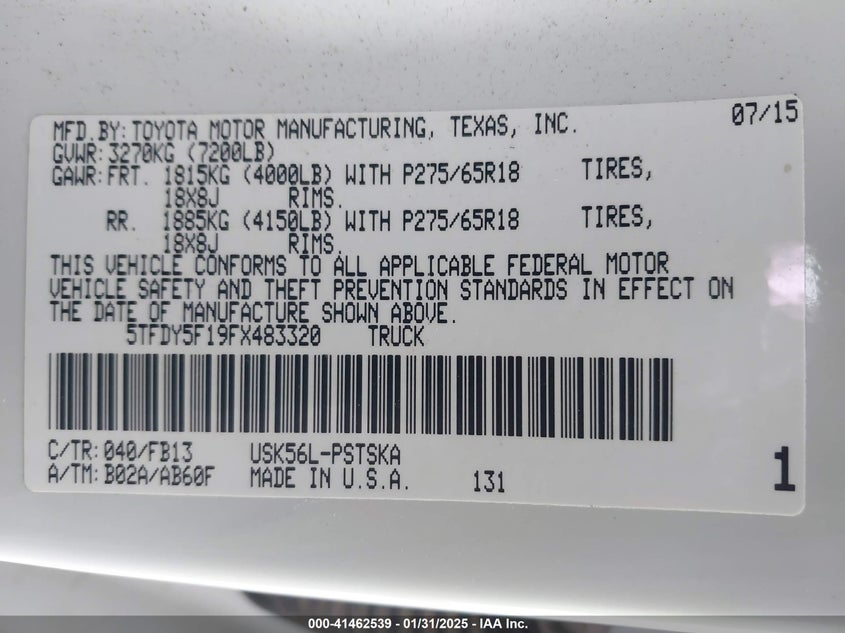 07/15
MFD.BY: TOYOTA MOTOR MANUFACTURING, TEXAS, INC.
GVWR: 3270KG (7200LB)
GAWR: FRT. 1815KG (4000LB) WITH P275/65R18 TIRES,
18X8J RIMS.
RR. 1885KG (4150LB) WITH P275/65R18 TIRES,
18X8J RIMS.
THIS VEHICLE CONFORMS TO ALL APPLICABLE FEDERAL MOTOR
VEHICLE SAFETY AND THEFT PREVENTION STANDARDS IN EFFECT ON
THE DATE OF MANUFACTURE SHOWN ABOVE.
5TFDY5F19FX483320 TRUCK
C/TR: 040/FB13 USK56L-PSTSKA
A/TM: B02A/AB60F MADE IN U.S.A. 131 1
000-41462539 - 01/31/2025 - IAA Inc.